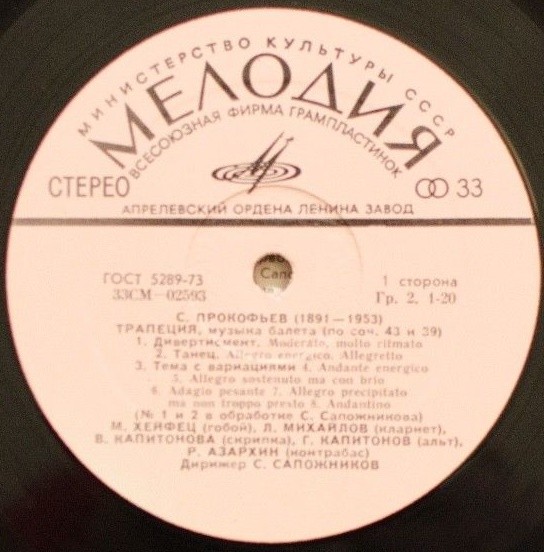 МИНИСТЕРСТВО КУЛЬТУРЫ СССР
МЕЛОДИЯ
ВСЕСОЮЗНАЯ ФИРМА ГРАМПЛАСТИНОК
СТЕРЕО
33
АПРЕЛЕВСКИЙ ОРДЕНА ЛЕНИНА ЗАВОД
ГОСТ 5289-73
1 сторона
33СМ—02593
Гр. 2. 1-20
С. ПРОКОФЬЕВ (1891—1953)
ТРАПЕЦИЯ, музыка балета (по соч. 43 и 39)
1. Дивертисмент. Moderato, molto ritmato
2. Танец. Allegro energico. Allegretto
3. Тема с вариациями 4. Andante energico
5. Allegro sostenuto ma con brio
6. Adagio pesante 7. Allegro precipitato
ma non troppo presto 8. Andantino
(№ 1 и 2 в обработке С. Сапожникова)
М. ХЕЙФЕЦ (гобой), Л. МИХАЙЛОВ (кларнет),
В. КАПИТОНОВА (скрипка), Г. КАПИТОНОВ (альт),
Р. АЗАРХИН (контрабас)
Дирижер С. САПОЖНИКОВ